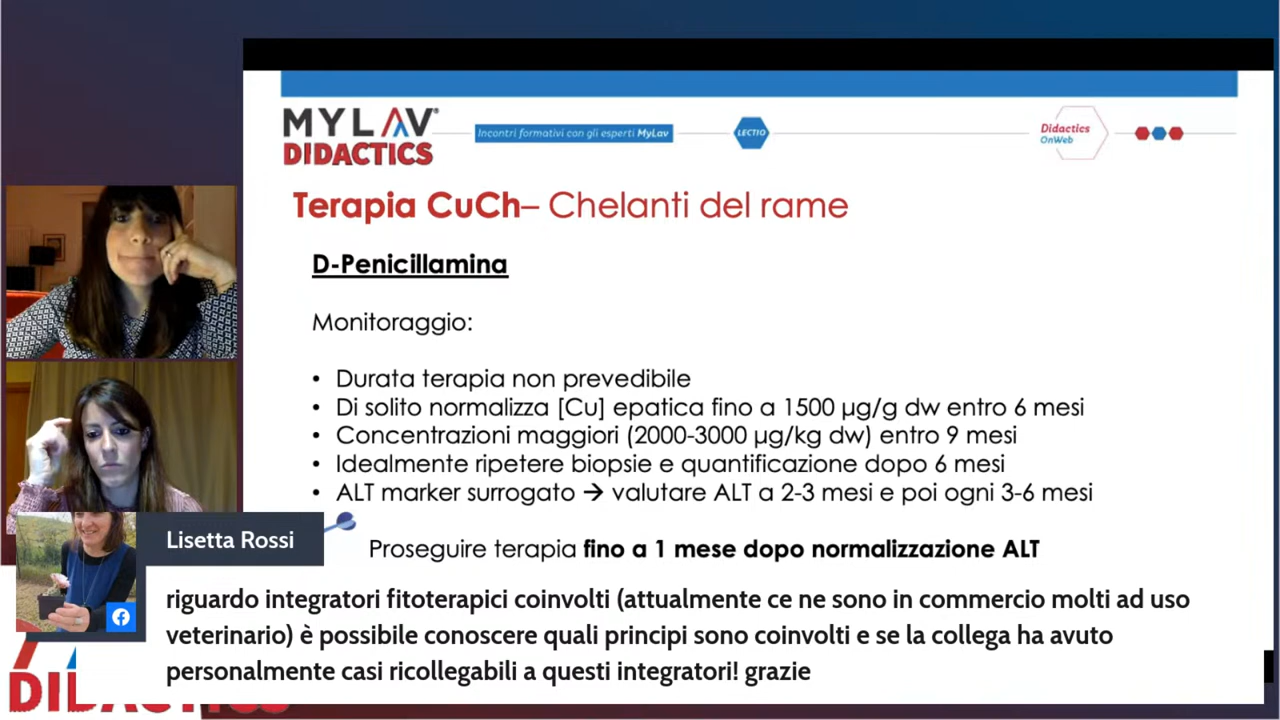 MYLAV®
DIDACTICS
Incontri formativi con gli esperti MyLav
LECTIO
Didactics
OnWeb
Terapia CuCh– Chelanti del rame
D-Penicillamina
Monitoraggio:
• Durata terapia non prevedibile
• Di solito normalizza [Cu] epatica fino a 1500 µg/g dw entro 6 mesi
• Concentrazioni maggiori (2000-3000 µg/kg dw) entro 9 mesi
• Idealmente ripetere biopsie e quantificazione dopo 6 mesi
• ALT marker surrogato → valutare ALT a 2-3 mesi e poi ogni 3-6 mesi
Proseguire terapia fino a 1 mese dopo normalizzazione ALT
Lisetta Rossi
riguardo integratori fitoterapici coinvolti (attualmente ce ne sono in commercio molti ad uso
veterinario) è possibile conoscere quali principi sono coinvolti e se la collega ha avuto
personalmente casi ricollegabili a questi integratori! grazie